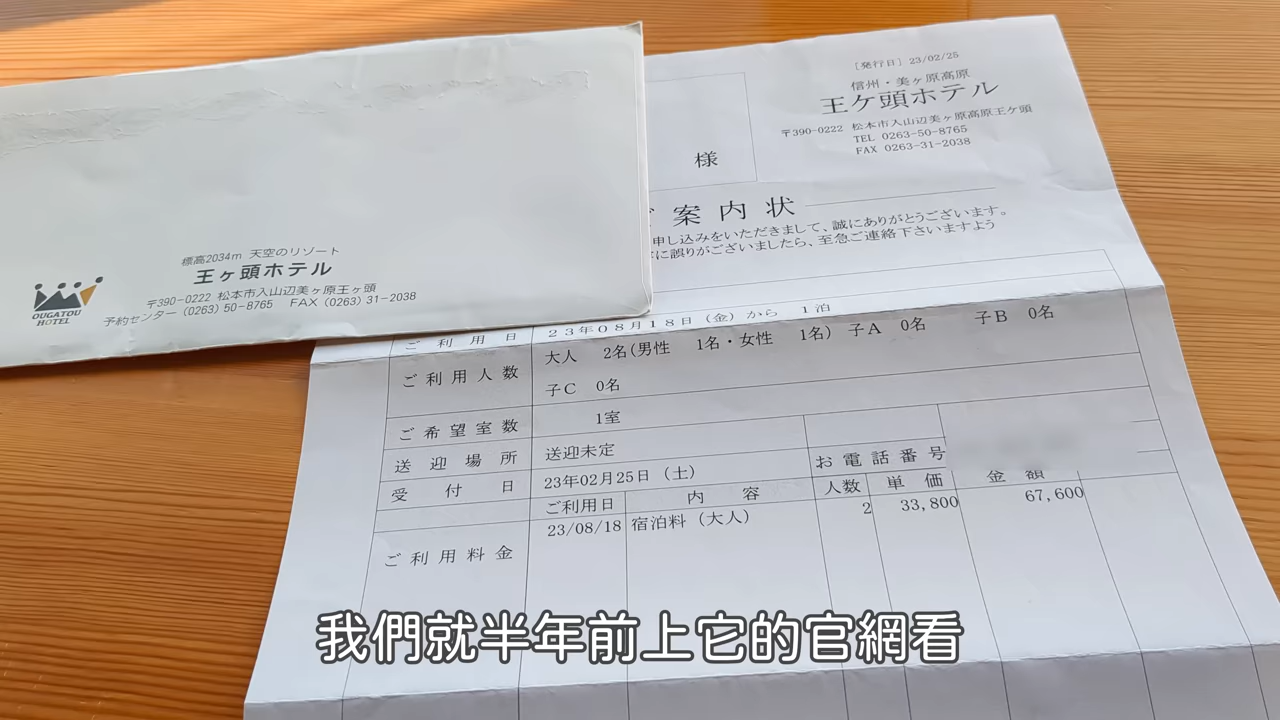 標高2034m 天空のリゾート
王ヶ頭ホテル
〒390-0222 松本市入山辺美ヶ原王ヶ頭
予約センター (0263) 50-8765 FAX (0263) 31-2038
OUGATOU
HOTEL
[発行日] 23/02/25
信州・美ヶ原高原
王ケ頭ホテル
〒390-0222 松本市入山辺美ヶ原高原王ケ頭
TEL 0263-50-8765
FAX 0263-31-2038
様
ご案内状
申し込みをいただきまして、誠にありがとうございます。
に誤りがございましたら、至急ご連絡下さいますよう
ご利用日 23年08月18日 (金) から 1泊
ご利用人数 大人 2名(男性 1名・女性 1名) 子A 0名 子B 0名
子C 0名
ご希望室数 1室
送迎場所 送迎未定
お電話番号
受付日 23年02月25日 (土)
ご利用日 内容 人数 単価 金額
ご利用料金 23/08/18 宿泊料 (大人) 2 33,800 67,600
我們就半年前上它的官網看